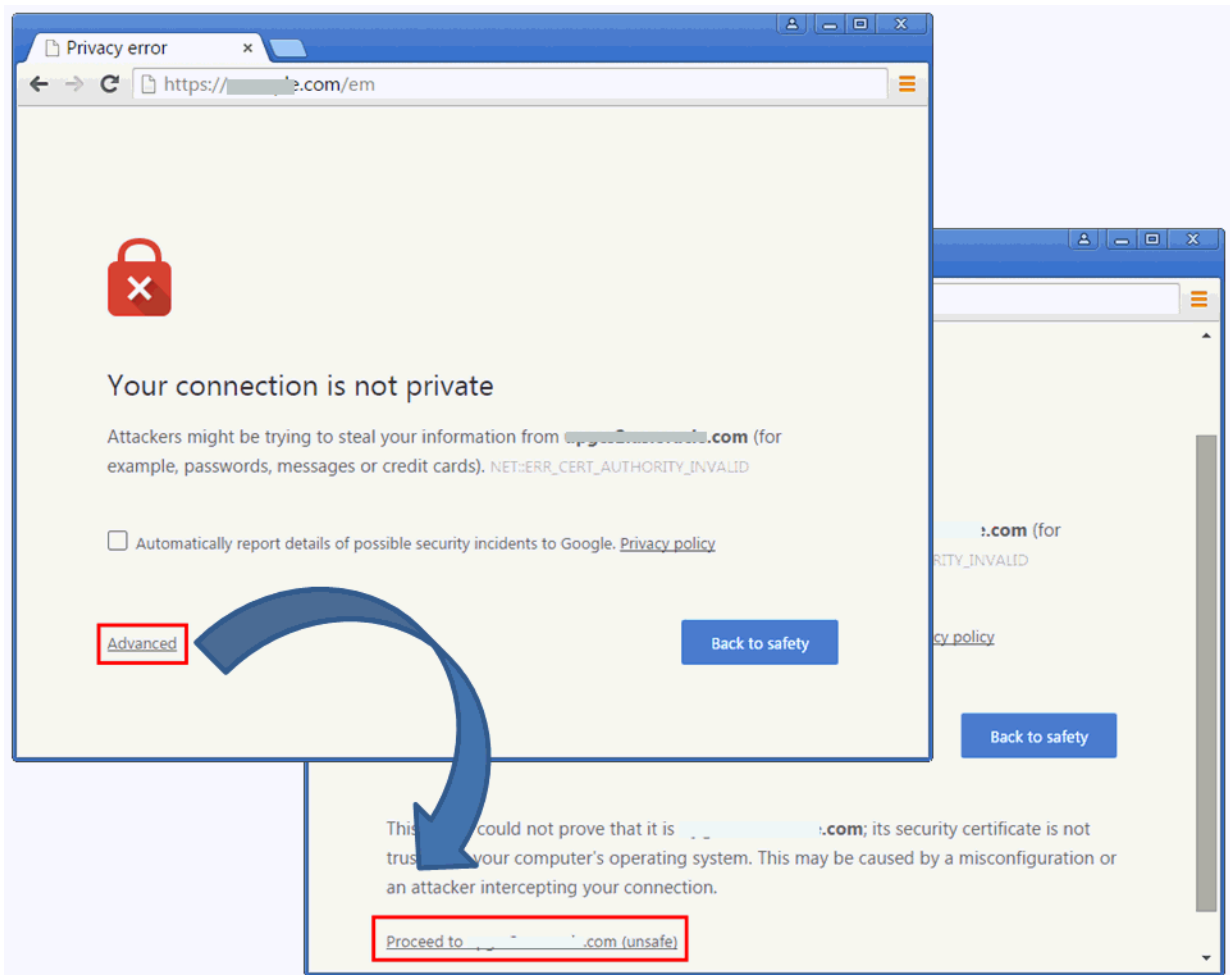 Privacy error
https:// e.com/em
Your connection is not private
Attackers might be trying to steal your information from .com (for
example, passwords, messages or credit cards). NET::ERR_CERT_AUTHORITY_INVALID
Automatically report details of possible security incidents to Google. Privacy policy
Advanced
Back to safety
.com (for
RITY_INVALID
cy policy
Back to safety
This could not prove that it is .com; its security certificate is not
trus your computer's operating system. This may be caused by a misconfiguration or
an attacker intercepting your connection.
Proceed to .com (unsafe)